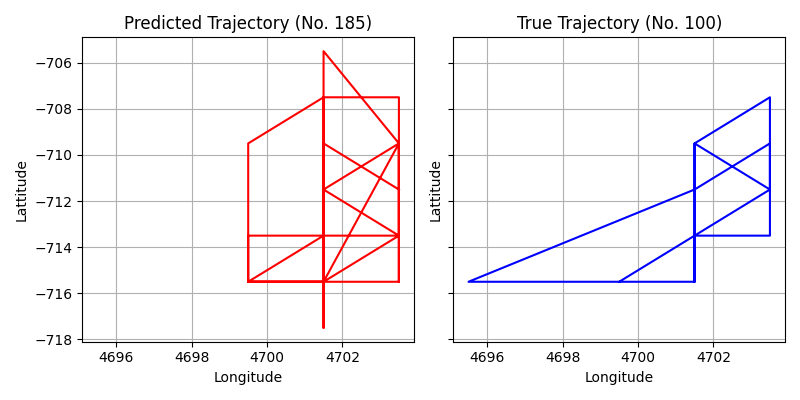 Predicted Trajectory (No. 185)
True Trajectory (No. 100)
−706
−708
−710
−712
−714
−716
−718
Lattitude
Lattitude
4696 4698 4700 4702
4696 4698 4700 4702
Longitude
Longitude